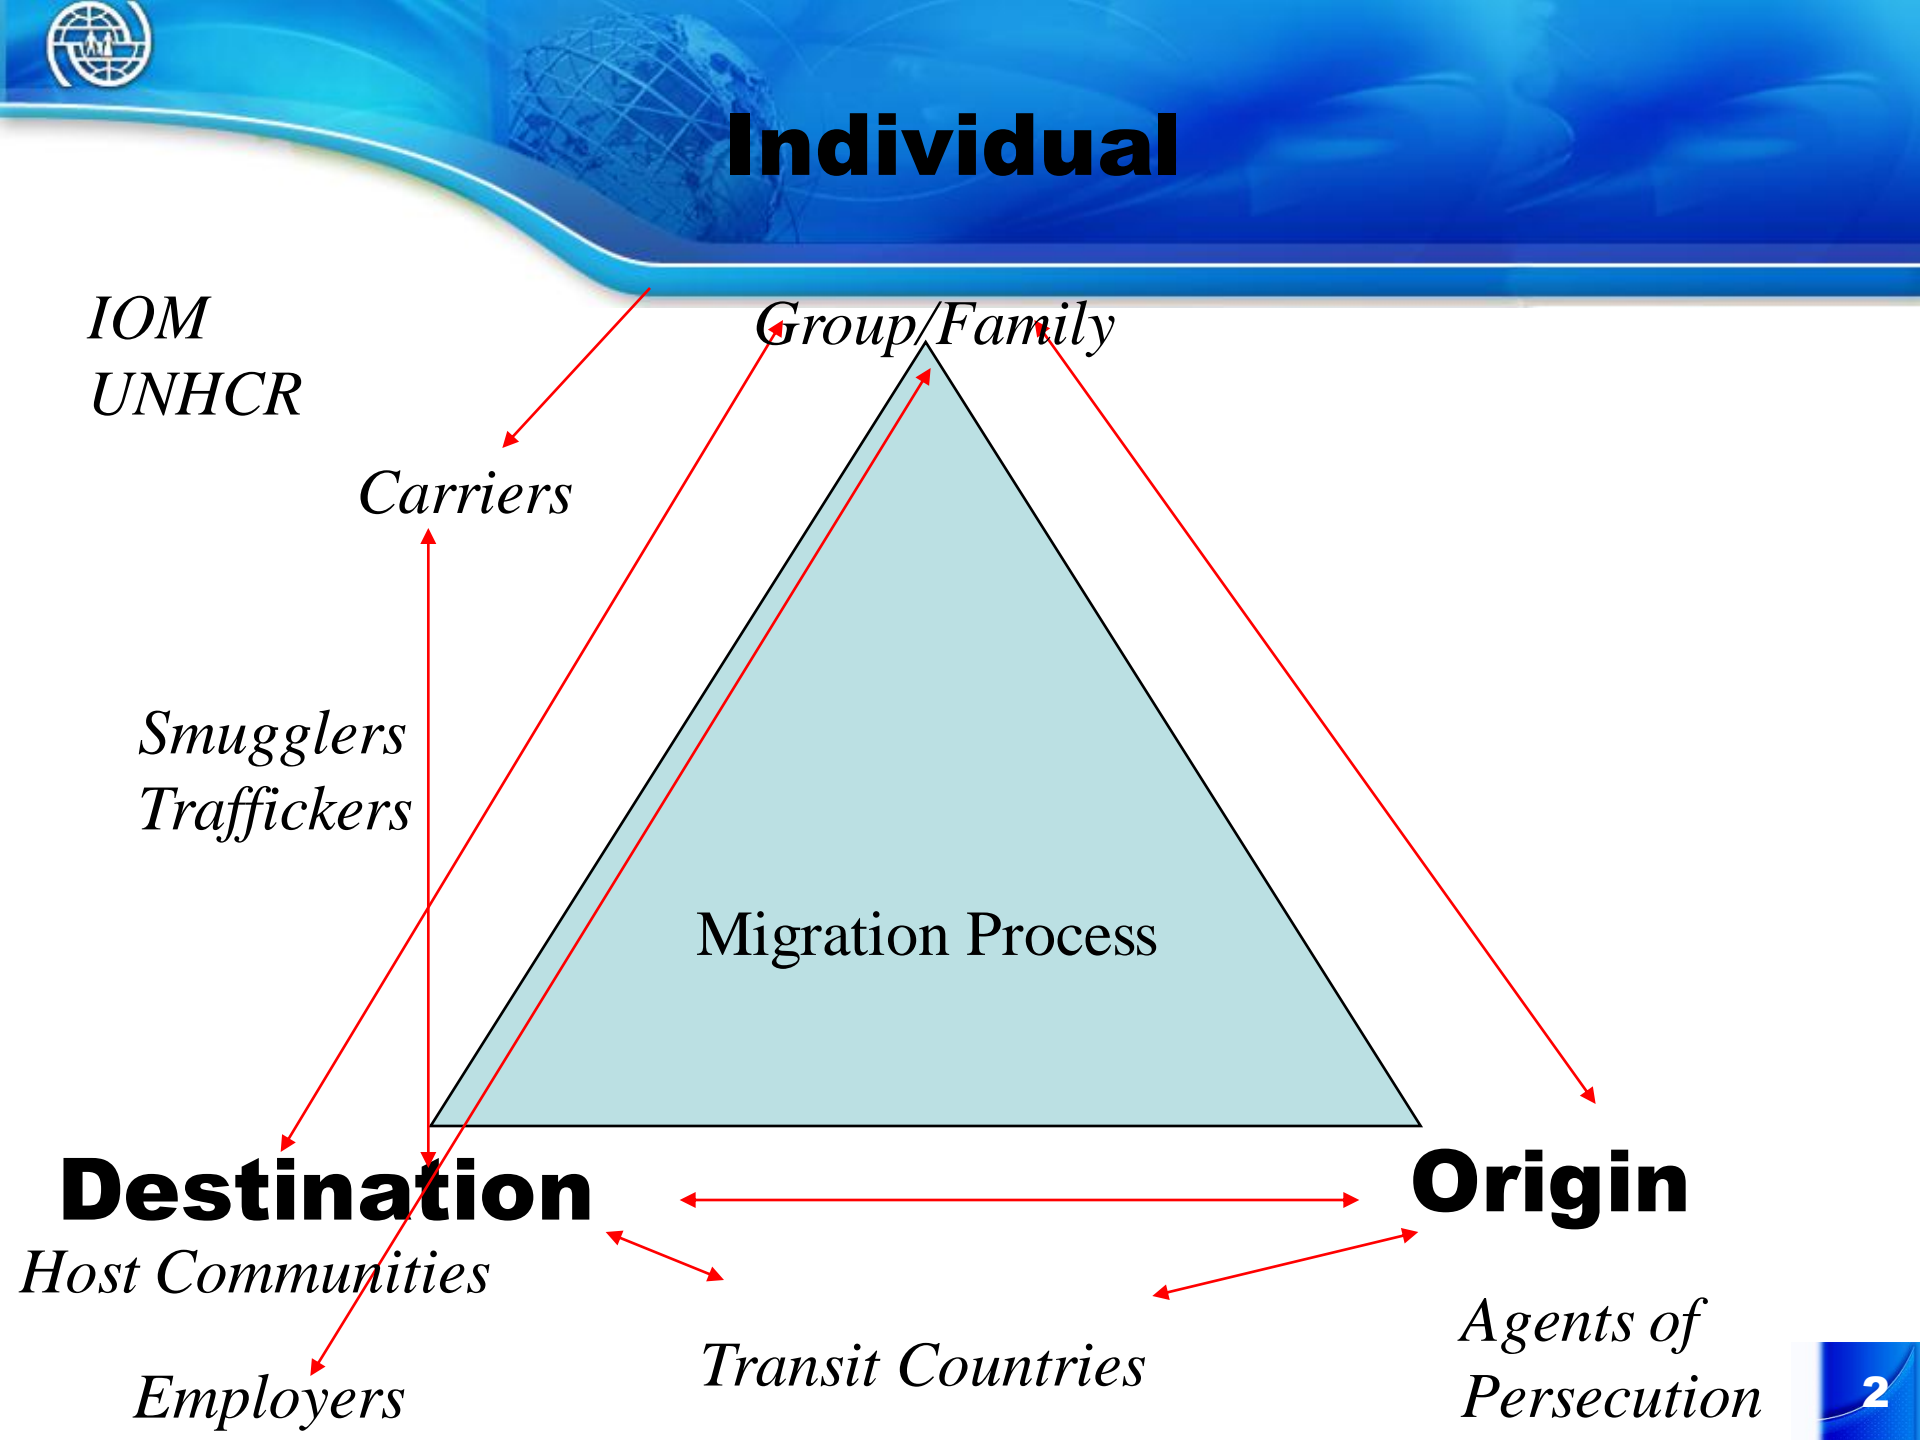 Individual
IOM
UNHCR
Group/Family
Carriers
Smugglers
Traffickers
Migration Process
Destination
Origin
Host Communities
Transit Countries
Agents of
Persecution
Employers
2